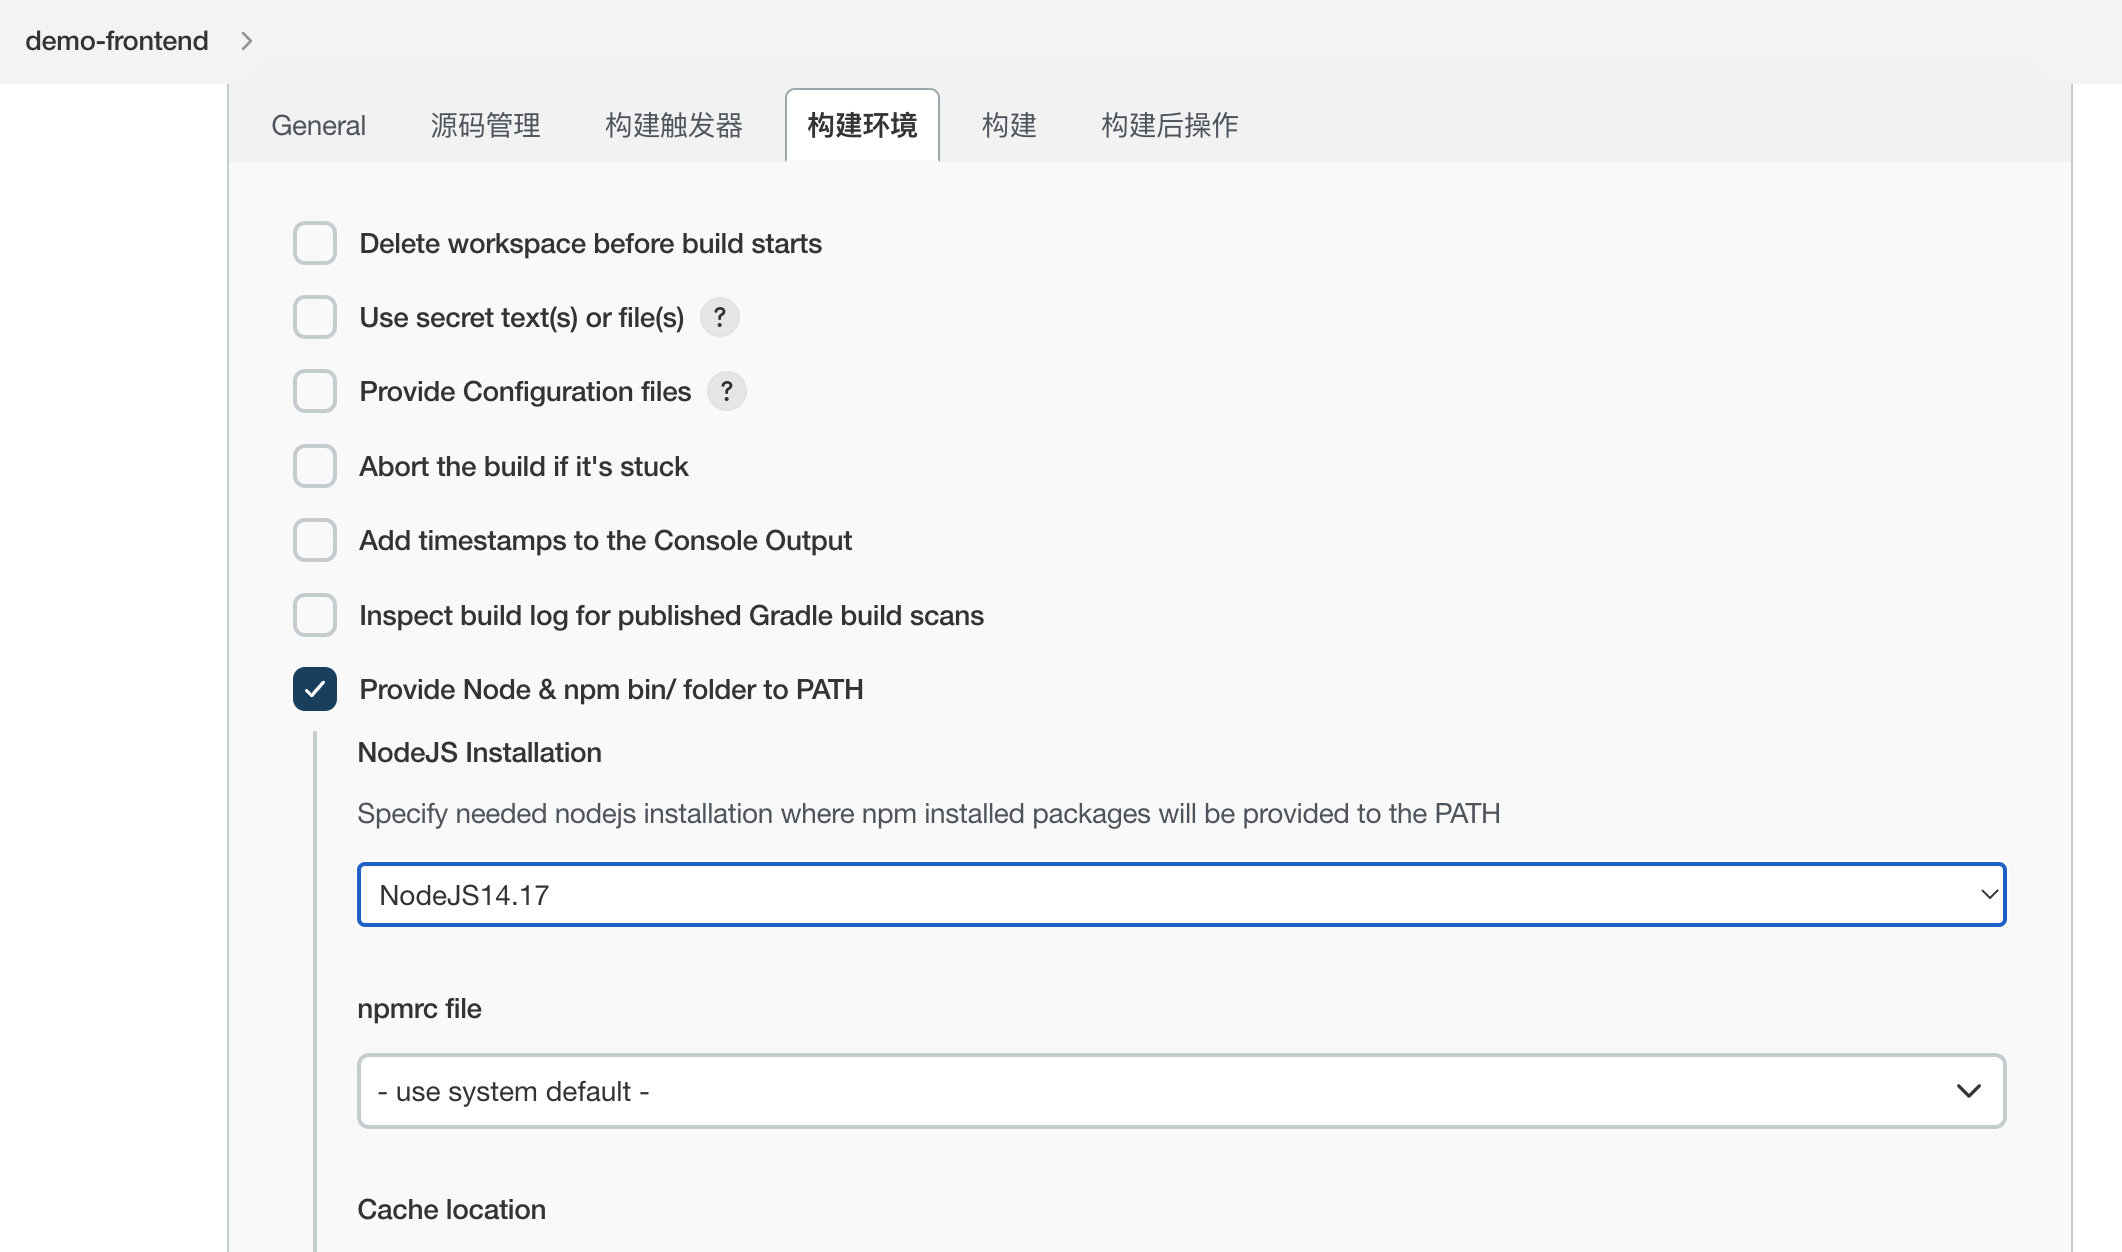 demo-frontend
General 源码管理 构建触发器 构建环境 构建 构建后操作
Delete workspace before build starts
Use secret text(s) or file(s) ?
Provide Configuration files ?
Abort the build if it's stuck
Add timestamps to the Console Output
Inspect build log for published Gradle build scans
Provide Node & npm bin/ folder to PATH
NodeJS Installation
Specify needed nodejs installation where npm installed packages will be provided to the PATH
NodeJS14.17
npmrc file
- use system default -
Cache location